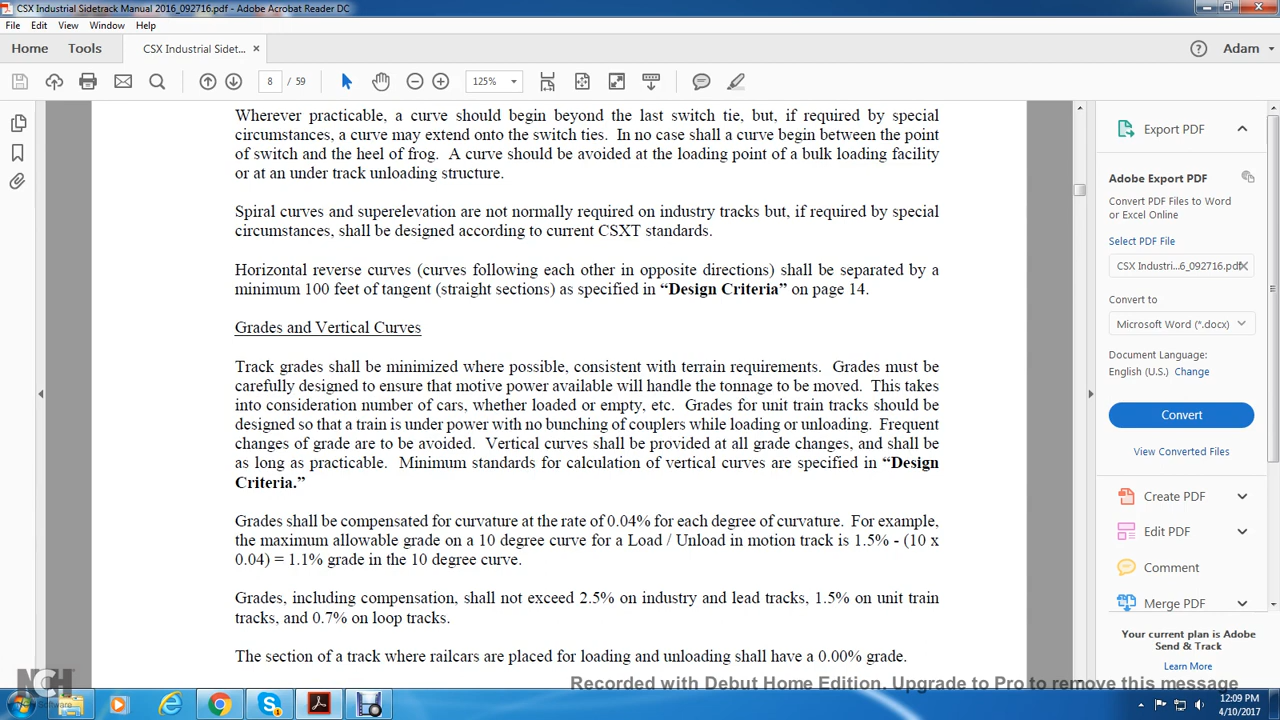 CSX Industrial Sidetrack Manual 2016_092716.pdf - Adobe Acrobat Reader DC
File Edit View Window Help
Home Tools CSX Industrial Sidet... × Adam
8 / 59 125%
Wherever practicable, a curve should begin beyond the last switch tie, but, if required by special
circumstances, a curve may extend onto the switch ties. In no case shall a curve begin between the point
of switch and the heel of frog. A curve should be avoided at the loading point of a bulk loading facility
or at an under track unloading structure.
Spiral curves and superelevation are not normally required on industry tracks but, if required by special
circumstances, shall be designed according to current CSXT standards.
Horizontal reverse curves (curves following each other in opposite directions) shall be separated by a
minimum 100 feet of tangent (straight sections) as specified in “Design Criteria” on page 14.
Grades and Vertical Curves
Track grades shall be minimized where possible, consistent with terrain requirements. Grades must be
carefully designed to ensure that motive power available will handle the tonnage to be moved. This takes
into consideration number of cars, whether loaded or empty, etc. Grades for unit train tracks should be
designed so that a train is under power with no bunching of couplers while loading or unloading. Frequent
changes of grade are to be avoided. Vertical curves shall be provided at all grade changes, and shall be
as long as practicable. Minimum standards for calculation of vertical curves are specified in “Design
Criteria.”
Grades shall be compensated for curvature at the rate of 0.04% for each degree of curvature. For example,
the maximum allowable grade on a 10 degree curve for a Load / Unload in motion track is 1.5% - (10 x
0.04) = 1.1% grade in the 10 degree curve.
Grades, including compensation, shall not exceed 2.5% on industry and lead tracks, 1.5% on unit train
tracks, and 0.7% on loop tracks.
The section of a track where railcars are placed for loading and unloading shall have a 0.00% grade.
Export PDF
Adobe Export PDF
Convert PDF Files to Word
or Excel Online
Select PDF File
CSX Industri...6_092716.pdf
Convert to
Microsoft Word (*.docx)
Document Language:
English (U.S.) Change
Convert
View Converted Files
Create PDF
Edit PDF
Comment
Merge PDF
Your current plan is Adobe
Send & Track
Learn More
NCH Software
Recorded with Debut Home Edition. Upgrade to Pro to remove this message
12:09 PM
4/10/2017